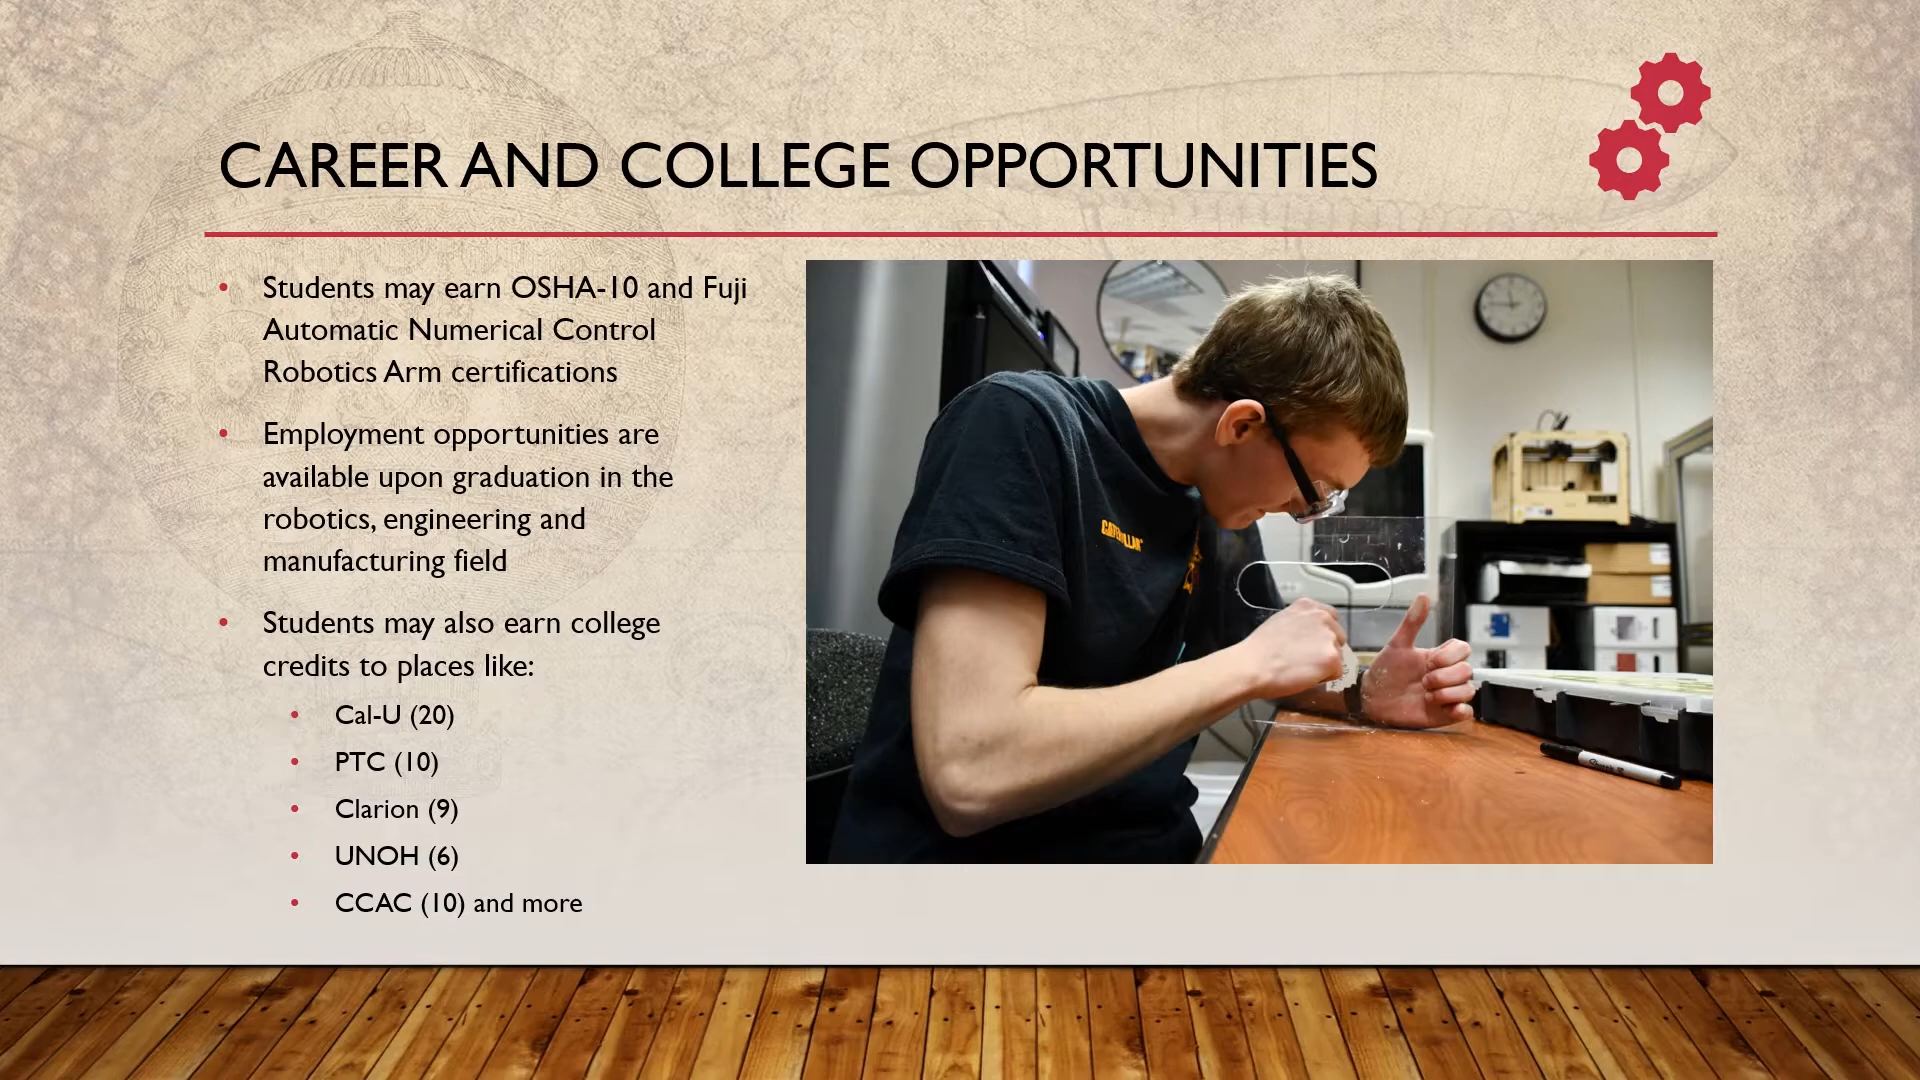 CAREER AND COLLEGE OPPORTUNITIES
• Students may earn OSHA-10 and Fuji
Automatic Numerical Control
Robotics Arm certifications
• Employment opportunities are
available upon graduation in the
robotics, engineering and
manufacturing field
• Students may also earn college
credits to places like:
• Cal-U (20)
• PTC (10)
• Clarion (9)
• UNOH (6)
• CCAC (10) and more
CATERPILLAR
Sharpie